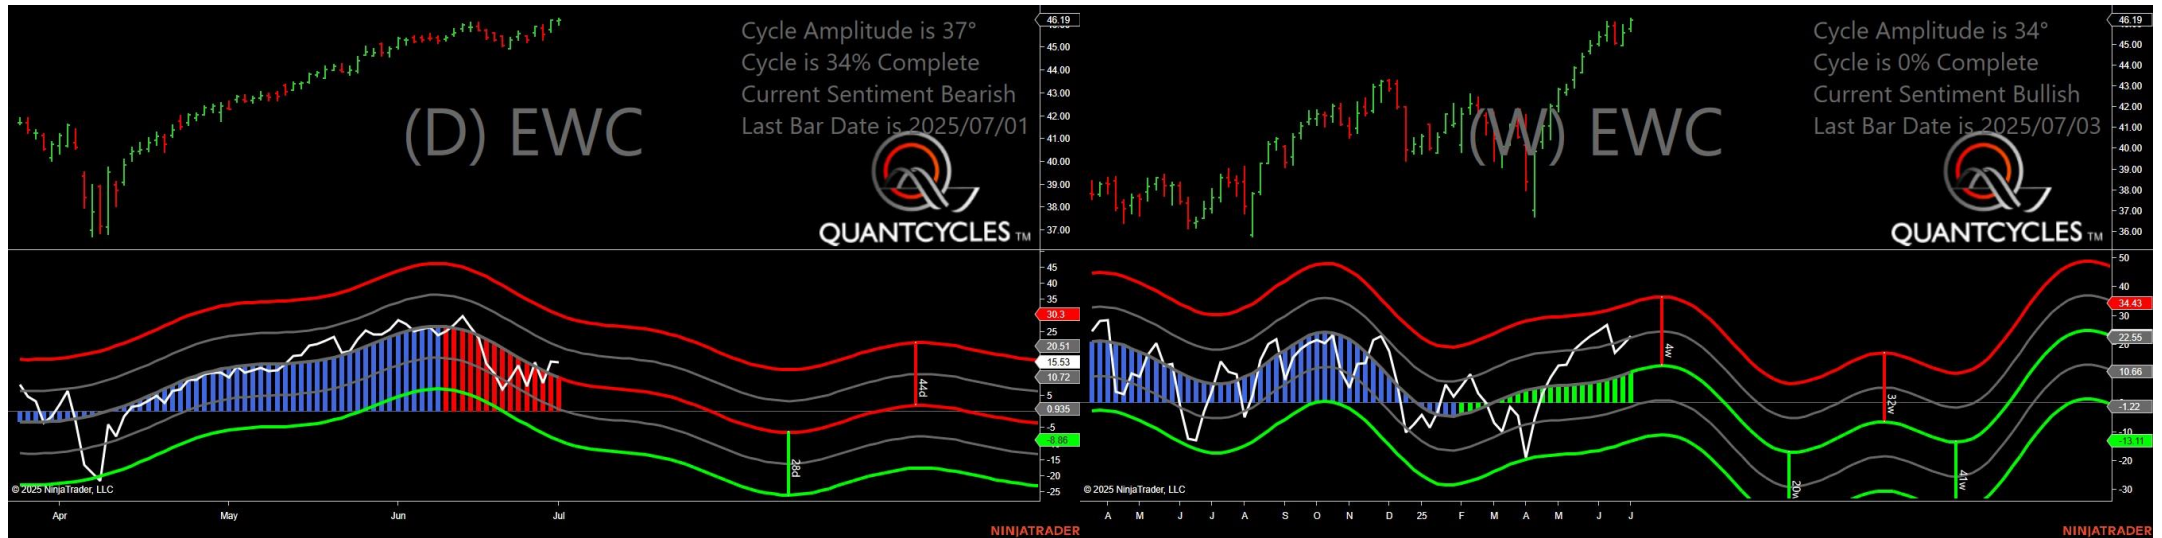 46.19
45.00
44.00
43.00
42.00
41.00
40.00
39.00
38.00
37.00
(D) EWC
Cycle Amplitude is 37°
Cycle is 34% Complete
Current Sentiment Bearish
Last Bar Date is 2025/07/01
QUANTCYCLES TM
45
40
35
30.3
25
20.51
15.53
10.72
5
0.935
-5
-8.86
-15
-20
-25
44d
28d
© 2025 NinjaTrader, LLC
Apr May Jun Jul
NINJATRADER
46.19
45.00
44.00
43.00
42.00
41.00
40.00
39.00
38.00
37.00
36.00
(W) EWC
Cycle Amplitude is 34°
Cycle is 0% Complete
Current Sentiment Bullish
Last Bar Date is 2025/07/03
QUANTCYCLES TM
50
40
34.43
30
22.55
10.66
-1.22
-10
-13.11
-20
-30
4w
32w
41w
© 2025 NinjaTrader, LLC
A M J J A S O N D 25 F M A M J J
NINJATRADER